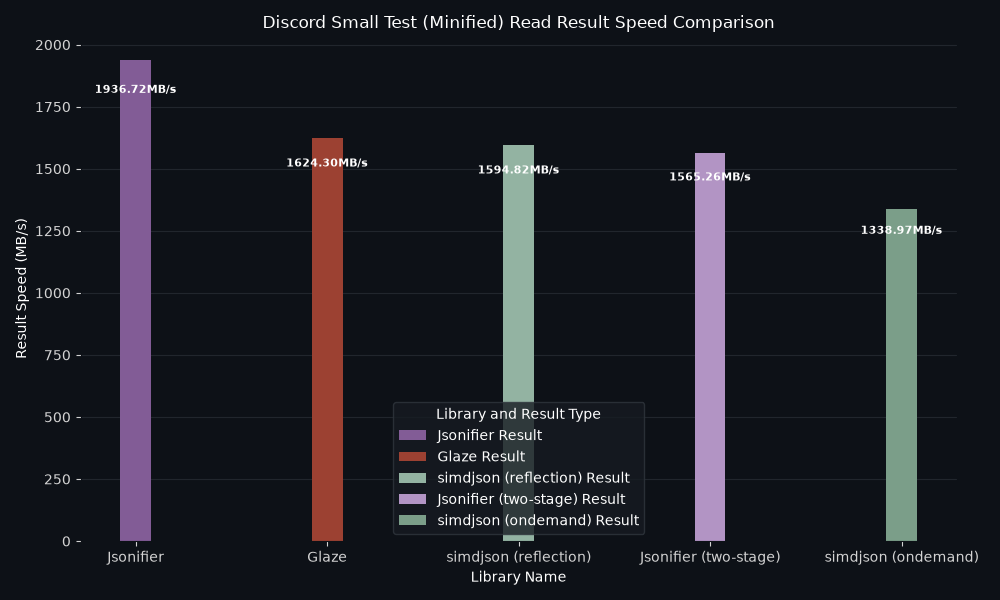 Discord Small Test (Minified) Read Result Speed Comparison
Result Speed (MB/s)
2000
1750
1500
1250
1000
750
500
250
0
1936.72MB/s
1624.30MB/s
1594.82MB/s
1565.26MB/s
1338.97MB/s
Library and Result Type
Jsonifier Result
Glaze Result
simdjson (reflection) Result
Jsonifier (two-stage) Result
simdjson (ondemand) Result
Jsonifier
Glaze
simdjson (reflection)
Jsonifier (two-stage)
simdjson (ondemand)
Library Name